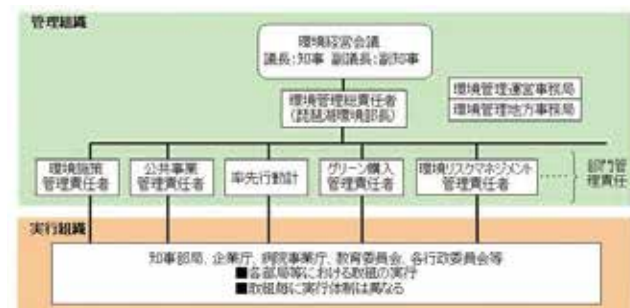 管理組織
環境経営会議
議長:知事 副議長:副知事
環境管理総責任者
(琵琶湖環境部長)
環境管理運営事務局
環境管理地方事務局
環境施策
管理責任者
公共事業
管理責任者
率先行動計
グリーン購入
管理責任者
環境リスクマネジメント
管理責任者
部門管
理責任
実行組織
知事部局、企業庁、病院事業庁、教育委員会、各行政委員会等
■各部局等における取組の実行
■取組毎に実行体制は異なる